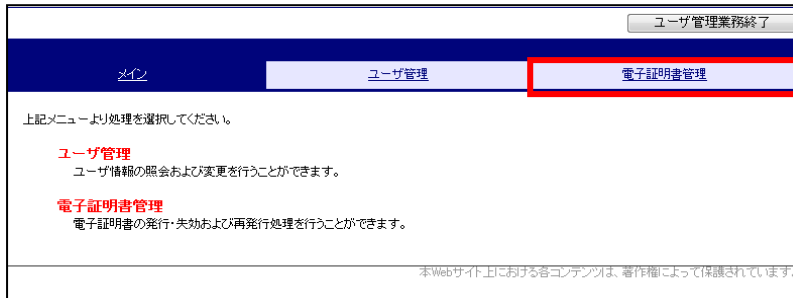 ユーザ管理業務終了
メイン ユーザ管理 電子証明書管理
上記メニューより処理を選択してください。
ユーザ管理
ユーザ情報の照会および変更を行うことができます。
電子証明書管理
電子証明書の発行・失効および再発行処理を行うことができます。
本Webサイト上における各コンテンツは、著作権によって保護されています。